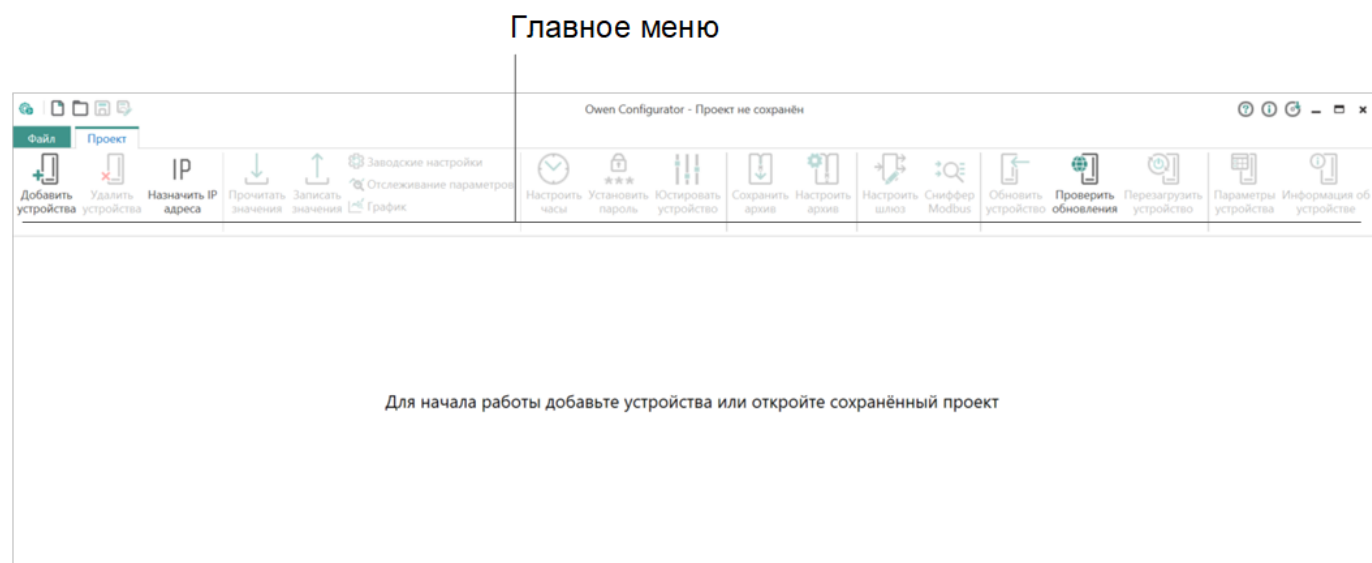 Главное меню
Owen Configurator - Проект не сохранён
Файл
Проект
Добавить
устройства
Удалить
устройства
IP
Назначить IP
адреса
Прочитать
значения
Записать
значения
Заводские настройки
Отслеживание параметров
График
Настроить
часы
Установить
пароль
Юстировать
устройство
Сохранить
архив
Настроить
архив
Настроить
шлюз
Сниффер
Modbus
Обновить
устройство
Проверить
обновления
Перезагрузить
устройство
Параметры
устройства
Информация об
устройстве
Для начала работы добавьте устройства или откройте сохранённый проект